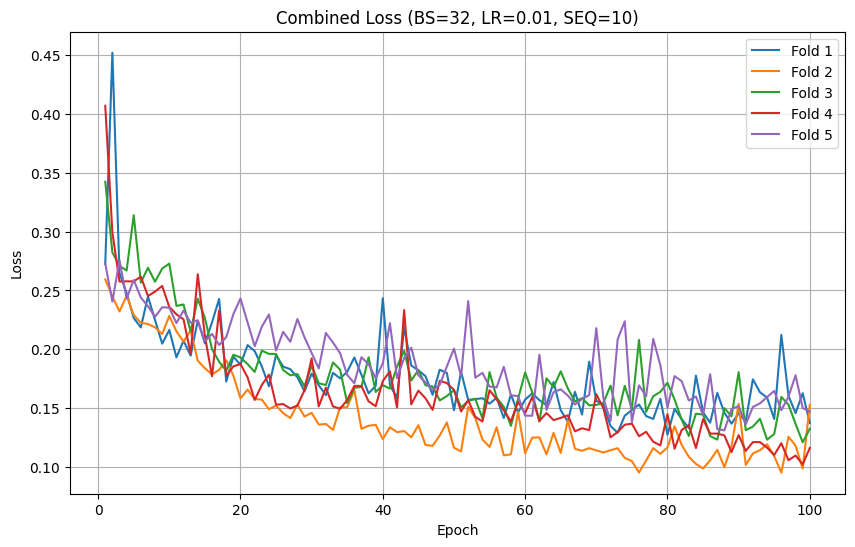 Combined Loss (BS=32, LR=0.01, SEQ=10)
Fold 1
Fold 2
Fold 3
Fold 4
Fold 5
Loss
0.45
0.40
0.35
0.30
0.25
0.20
0.15
0.10
0
20
40
60
80
100
Epoch